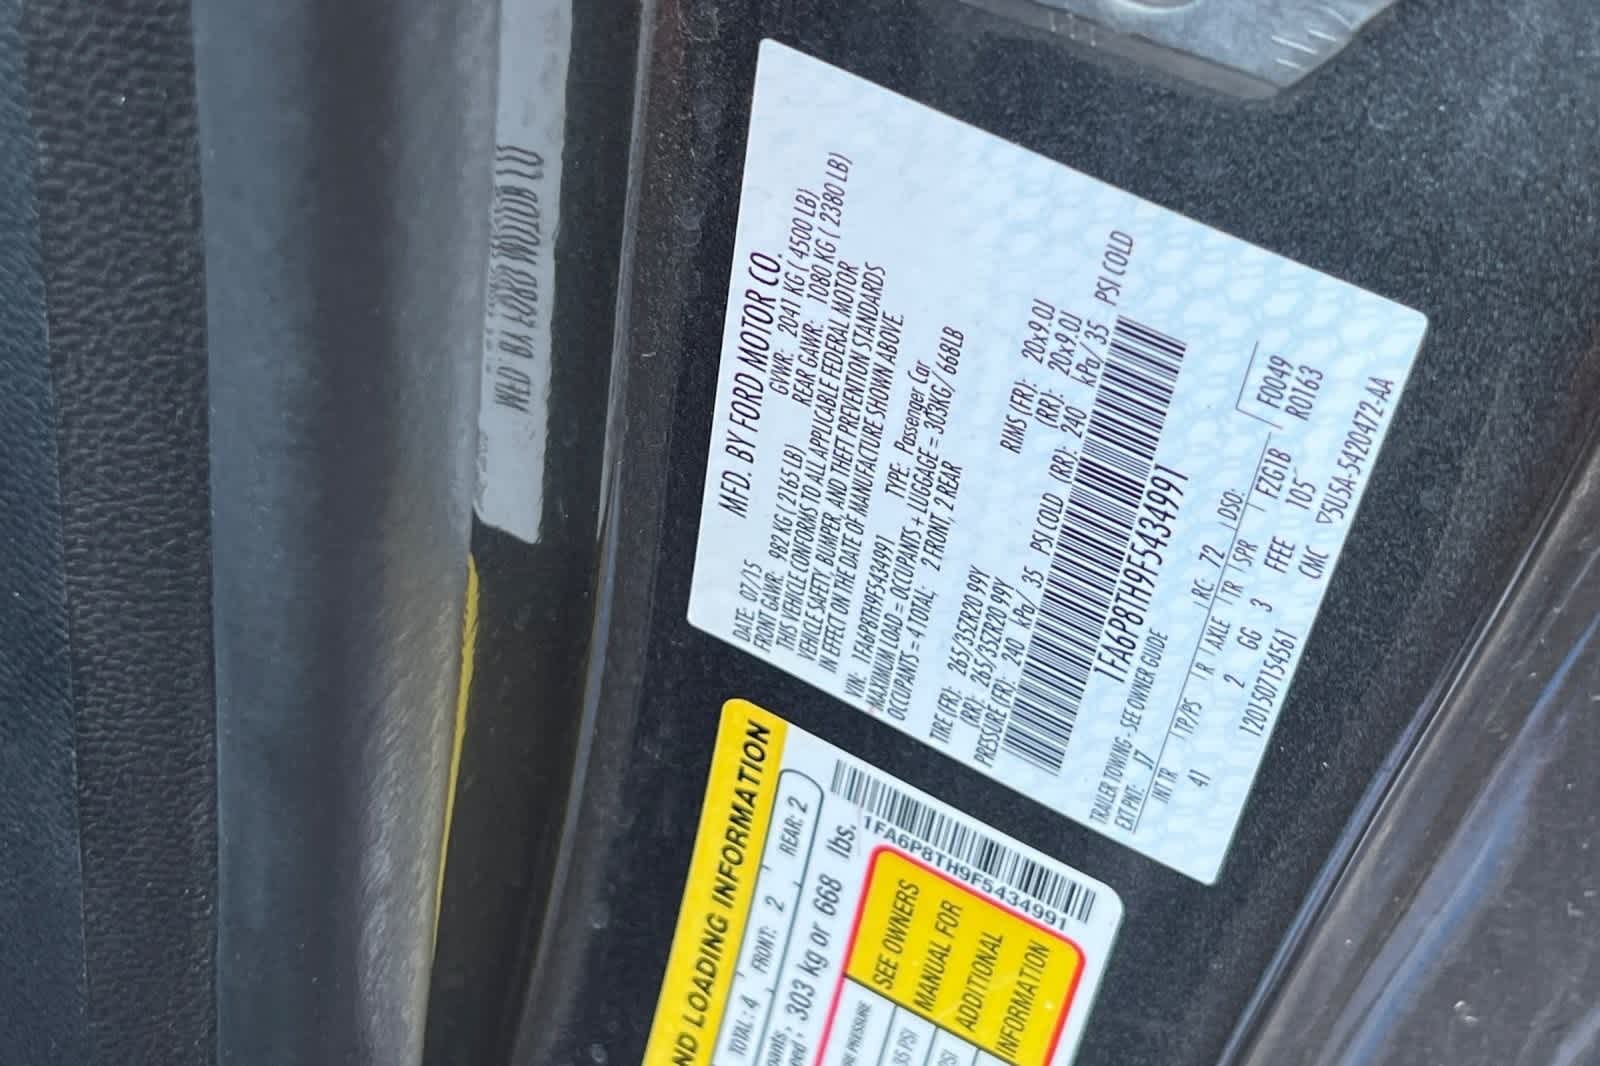 MFD. BY FORD MOTOR CO.
DATE: 07/15 GVWR: 2041 KG ( 4500 LB)
FRONT GAWR: 982 KG ( 2165 LB) REAR GAWR: 1080 KG ( 2380 LB)
THIS VEHICLE CONFORMS TO ALL APPLICABLE FEDERAL MOTOR
VEHICLE SAFETY, BUMPER, AND THEFT PREVENTION STANDARDS
IN EFFECT ON THE DATE OF MANUFACTURE SHOWN ABOVE.
VIN: 1FA6P8TH9F5434991 TYPE: Passenger Car
MAXIMUM LOAD = OCCUPANTS + LUGGAGE = 303KG/ 668LB
OCCUPANTS = 4 TOTAL; 2 FRONT, 2 REAR
TIRE (FR): 265/35ZR20 99Y RIMS (FR): 20x9.0J
(RR): 265/35ZR20 99Y (RR): 20x9.0J
PRESSURE (FR): 240 kPa/ 35 PSI COLD (RR): 240 kPa/ 35 PSI COLD
1FA6P8TH9F5434991
TRAILER TOWING - SEE OWNER GUIDE
EXT PNT: J7 RC: 72 DSO:
INT TR TP/PS R AXLE TR SPR FZG1B F0049
41 2 GG 3 FFE 105 R0163
1201507154561 CMC 5U5A-5420472-AA
ND LOADING INFORMATION
TOTAL: 4 FRONT: 2 REAR: 2
303 kg or 668 lbs.
1FA6P8TH9F5434991
SEE OWNERS
MANUAL FOR
ADDITIONAL
INFORMATION